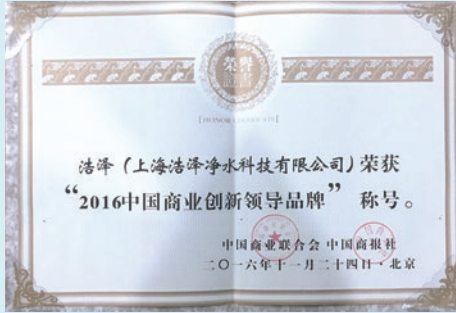 荣誉
证书
[HONOR CERTIFICATE]
浩泽（上海浩泽净水科技有限公司）荣获
“2016中国商业创新领导品牌” 称号。
中国商业联合会 中国商报社
二〇一六年十一月二十四日·北京